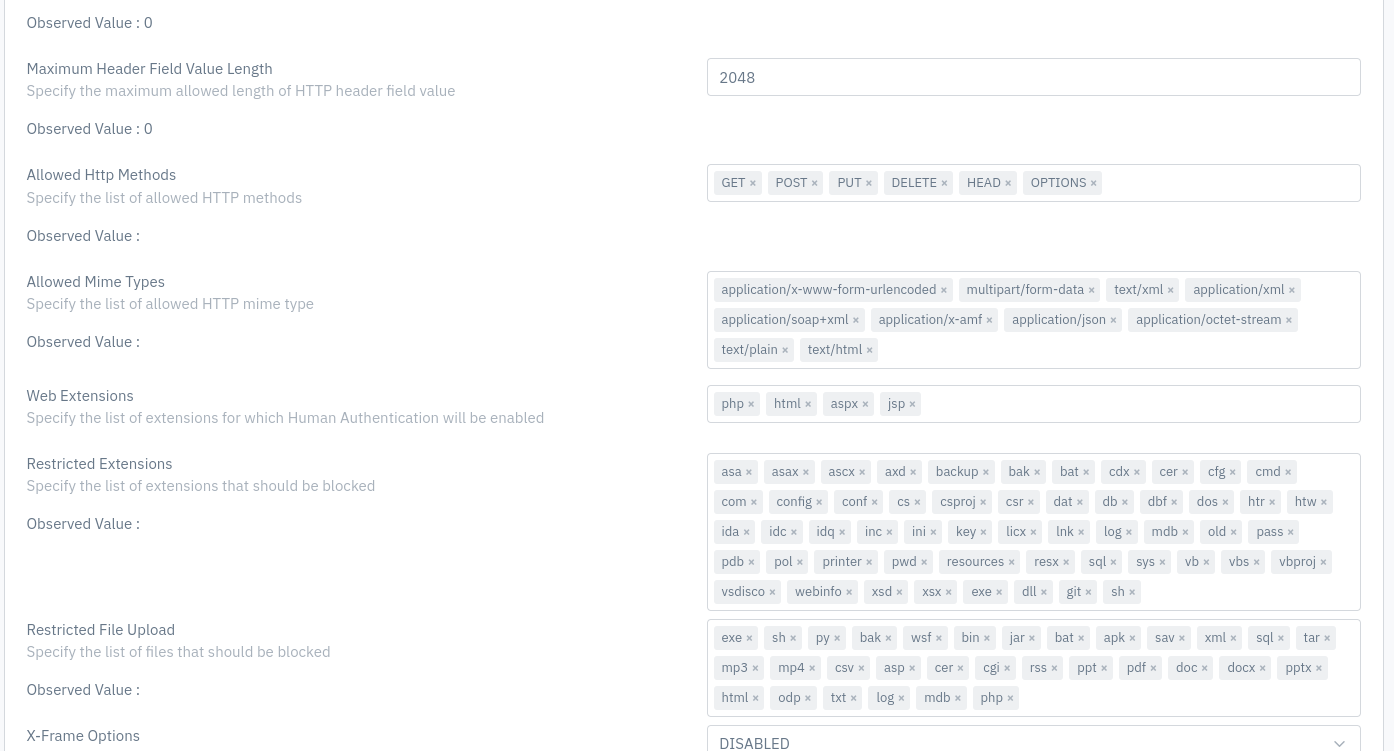 Observed Value : 0
Maximum Header Field Value Length
Specify the maximum allowed length of HTTP header field value
2048
Observed Value : 0
Allowed Http Methods
Specify the list of allowed HTTP methods
GET × POST × PUT × DELETE × HEAD × OPTIONS ×
Observed Value :
Allowed Mime Types
Specify the list of allowed HTTP mime type
application/x-www-form-urlencoded × multipart/form-data × text/xml × application/xml ×
application/soap+xml × application/x-amf × application/json × application/octet-stream ×
text/plain × text/html ×
Observed Value :
Web Extensions
Specify the list of extensions for which Human Authentication will be enabled
php × html × aspx × jsp ×
Restricted Extensions
Specify the list of extensions that should be blocked
asa × asax × ascx × axd × backup × bak × bat × cdx × cer × cfg × cmd ×
com × config × conf × cs × csproj × csr × dat × db × dbf × dos × htr × htw ×
ida × idc × idq × inc × ini × key × licx × lnk × log × mdb × old × pass ×
pdb × pol × printer × pwd × resources × resx × sql × sys × vb × vbs × vbproj ×
vsdisco × webinfo × xsd × xsx × exe × dll × git × sh ×
Observed Value :
Restricted File Upload
Specify the list of files that should be blocked
exe × sh × py × bak × wsf × bin × jar × bat × apk × sav × xml × sql × tar ×
mp3 × mp4 × csv × asp × cer × cgi × rss × ppt × pdf × doc × docx × pptx ×
html × odp × txt × log × mdb × php ×
Observed Value :
X-Frame Options
DISABLED